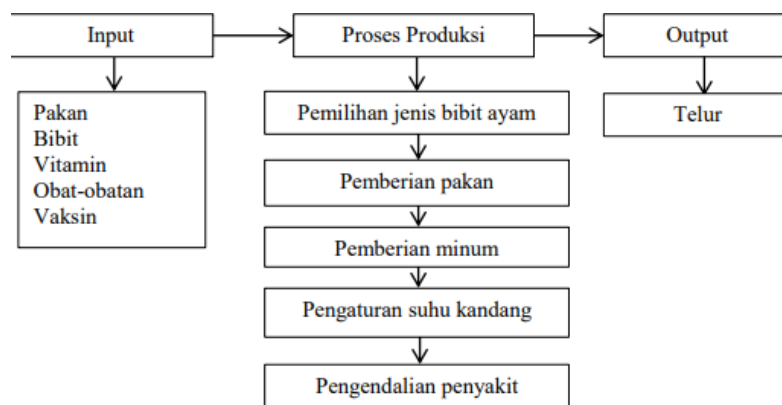 Input
Proses Produksi
Output
Pakan
Bibit
Vitamin
Obat-obatan
Vaksin
Pemilihan jenis bibit ayam
Pemberian pakan
Pemberian minum
Pengaturan suhu kandang
Pengendalian penyakit
Telur